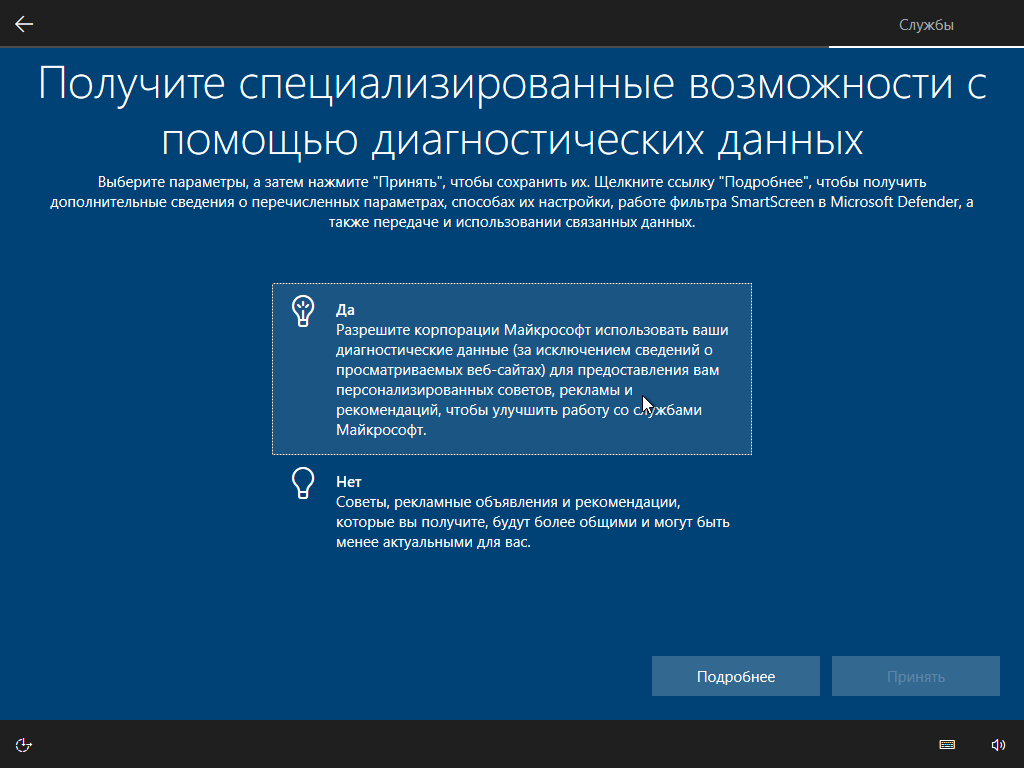 Службы
Получите специализированные возможности с
помощью диагностических данных
Выберите параметры, а затем нажмите "Принять", чтобы сохранить их. Щелкните ссылку "Подробнее", чтобы получить
дополнительные сведения о перечисленных параметрах, способах их настройки, работе фильтра SmartScreen в Microsoft Defender, а
также передаче и использовании связанных данных.
Да
Разрешите корпорации Майкрософт использовать ваши
диагностические данные (за исключением сведений о
просматриваемых веб-сайтах) для предоставления вам
персонализированных советов, рекламы и
рекомендаций, чтобы улучшить работу со службами
Майкрософт.
Нет
Советы, рекламные объявления и рекомендации,
которые вы получите, будут более общими и могут быть
менее актуальными для вас.
Подробнее
Принять